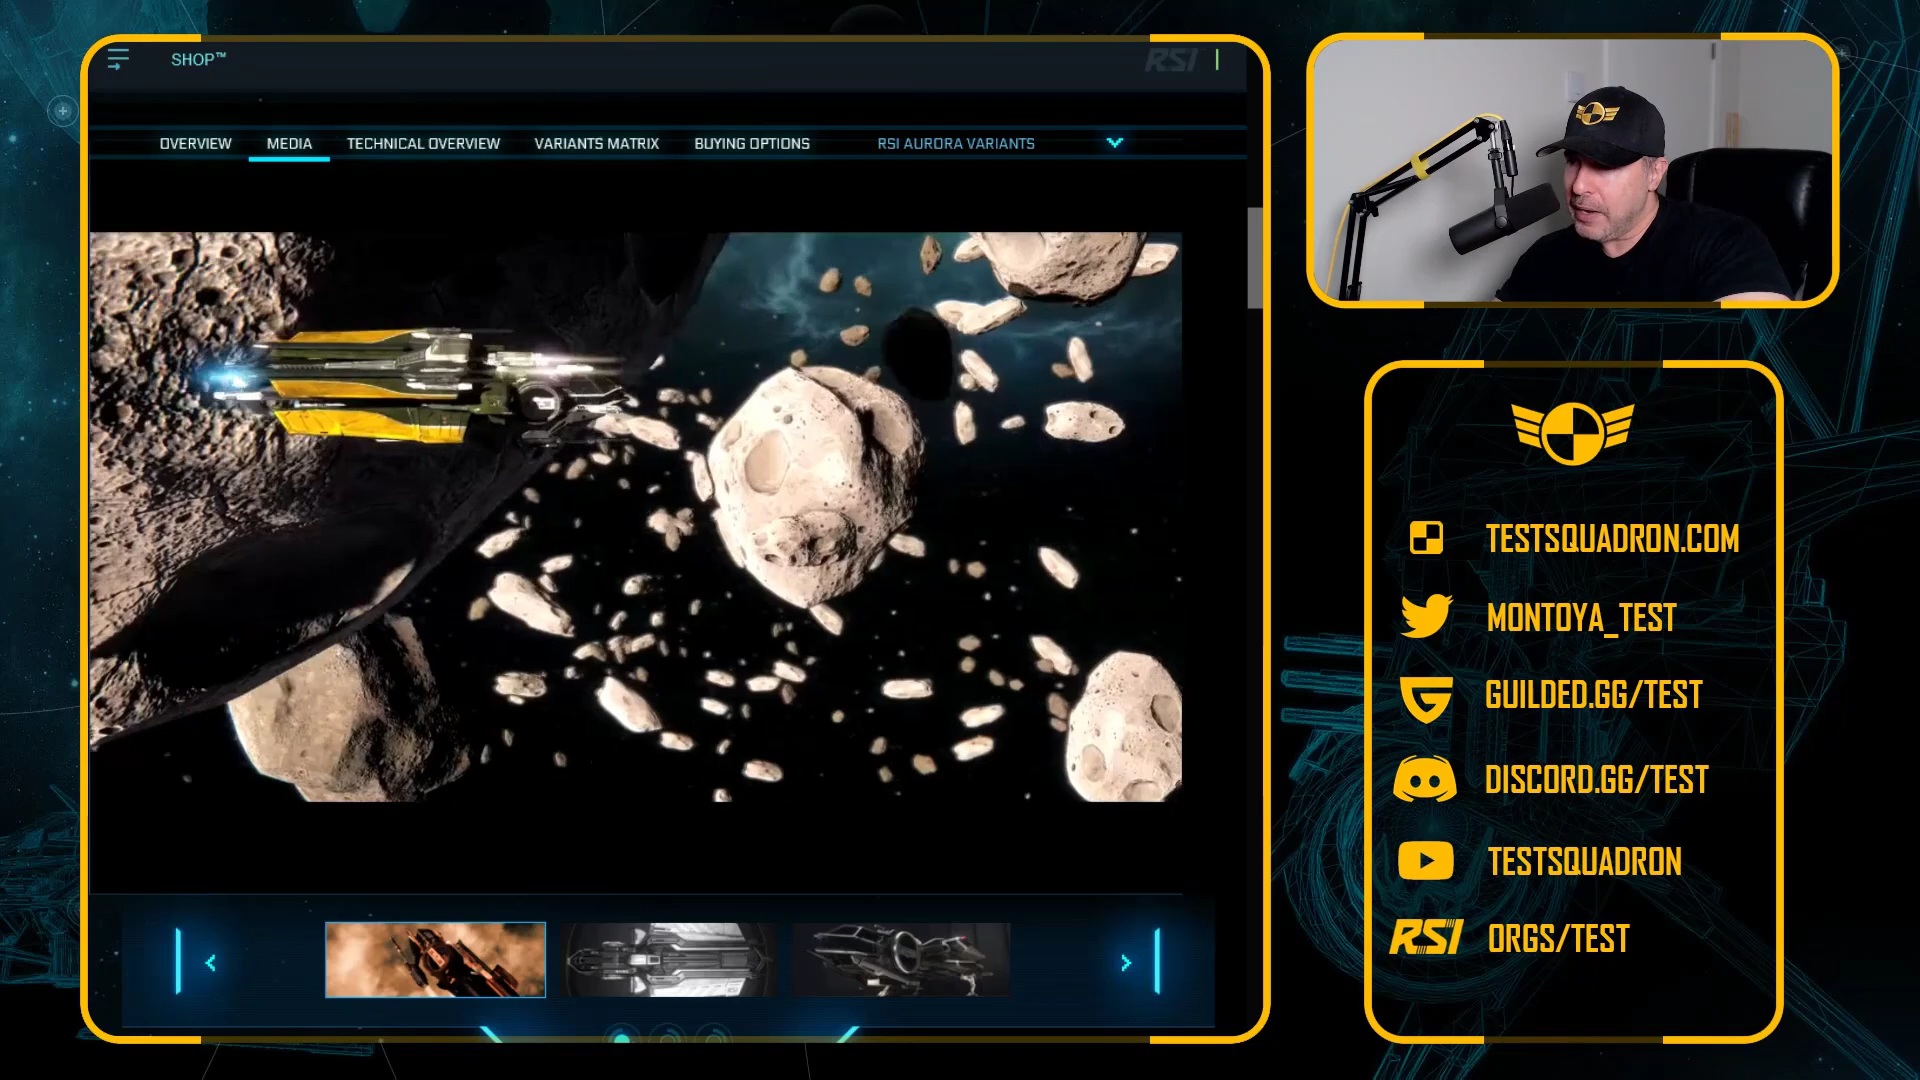 SHOP™
RSI
OVERVIEW
MEDIA
TECHNICAL OVERVIEW
VARIANTS MATRIX
BUYING OPTIONS
RSI AURORA VARIANTS
TESTSQUADRON.COM
MONTOYA_TEST
GUILDED.GG/TEST
DISCORD.GG/TEST
TESTSQUADRON
RSI ORGS/TEST